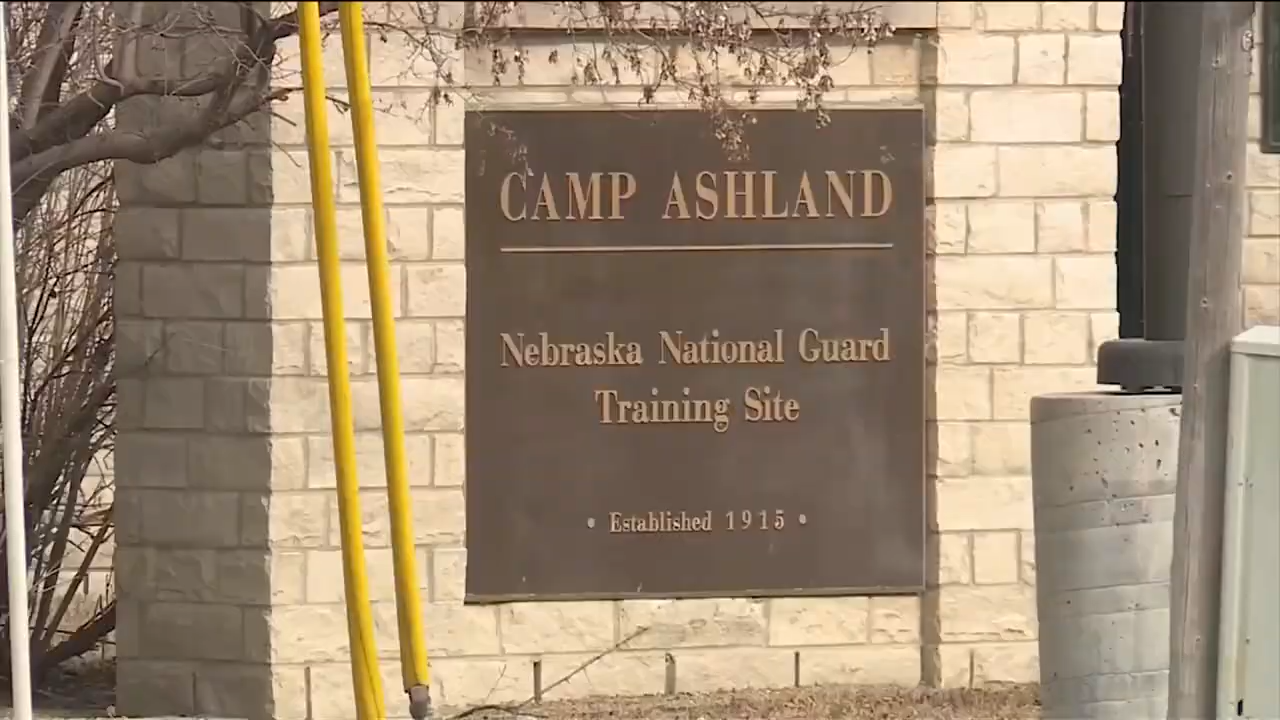 CAMP ASHLAND
Nebraska National Guard
Training Site
• Established 1915 •